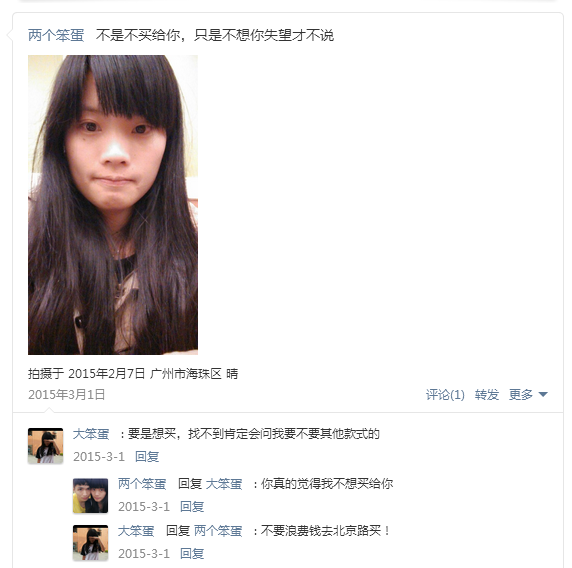 两个笨蛋 不是不买给你，只是不想你失望才不说
拍摄于 2015年2月7日 广州市海珠区 晴
2015年3月1日 评论(1) 转发 更多
大笨蛋 : 要是想买，找不到肯定会问我要不要其他款式的
2015-3-1 回复
两个笨蛋 回复 大笨蛋 : 你真的觉得我不想买给你
2015-3-1 回复
大笨蛋 回复 两个笨蛋 : 不要浪费钱去北京路买！
2015-3-1 回复